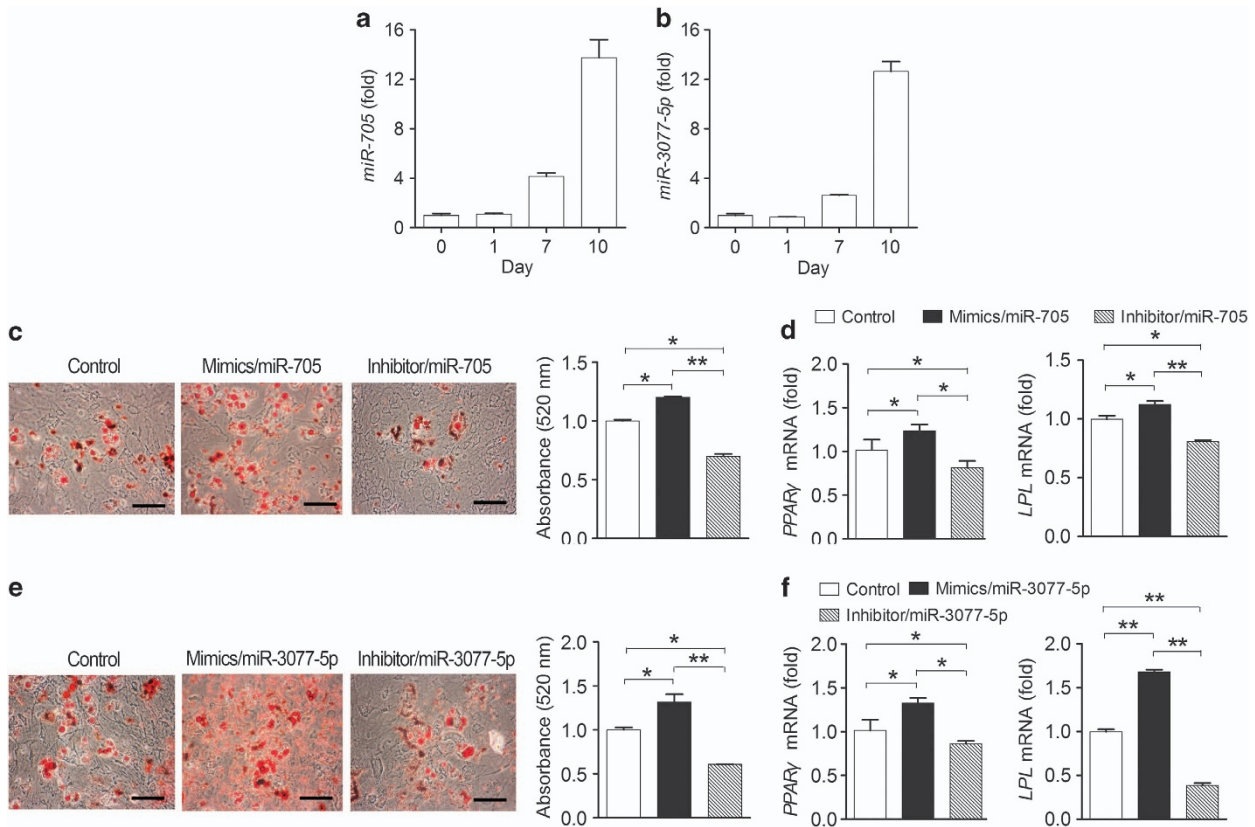 a
16
12
8
4
0
miR-705 (fold)
0 1 7 10
Day
b
16
12
8
4
0
miR-3077-5p (fold)
0 1 7 10
Day
c
Control
Mimics/miR-705
Inhibitor/miR-705
Absorbance (520 nm)
1.5
1.0
0.5
0.0
*
*
**
d
Control Mimics/miR-705 Inhibitor/miR-705
PPARγ mRNA (fold)
2.0
1.5
1.0
0.5
0.0
*
*
*
LPL mRNA (fold)
1.5
1.0
0.5
0.0
*
*
**
e
Control
Mimics/miR-3077-5p
Inhibitor/miR-3077-5p
Absorbance (520 nm)
2.0
1.5
1.0
0.5
0.0
*
*
**
f
Control Mimics/miR-3077-5p
Inhibitor/miR-3077-5p
PPARγ mRNA (fold)
2.0
1.5
1.0
0.5
0.0
*
*
*
LPL mRNA (fold)
2.0
1.5
1.0
0.5
0.0
**
**
**